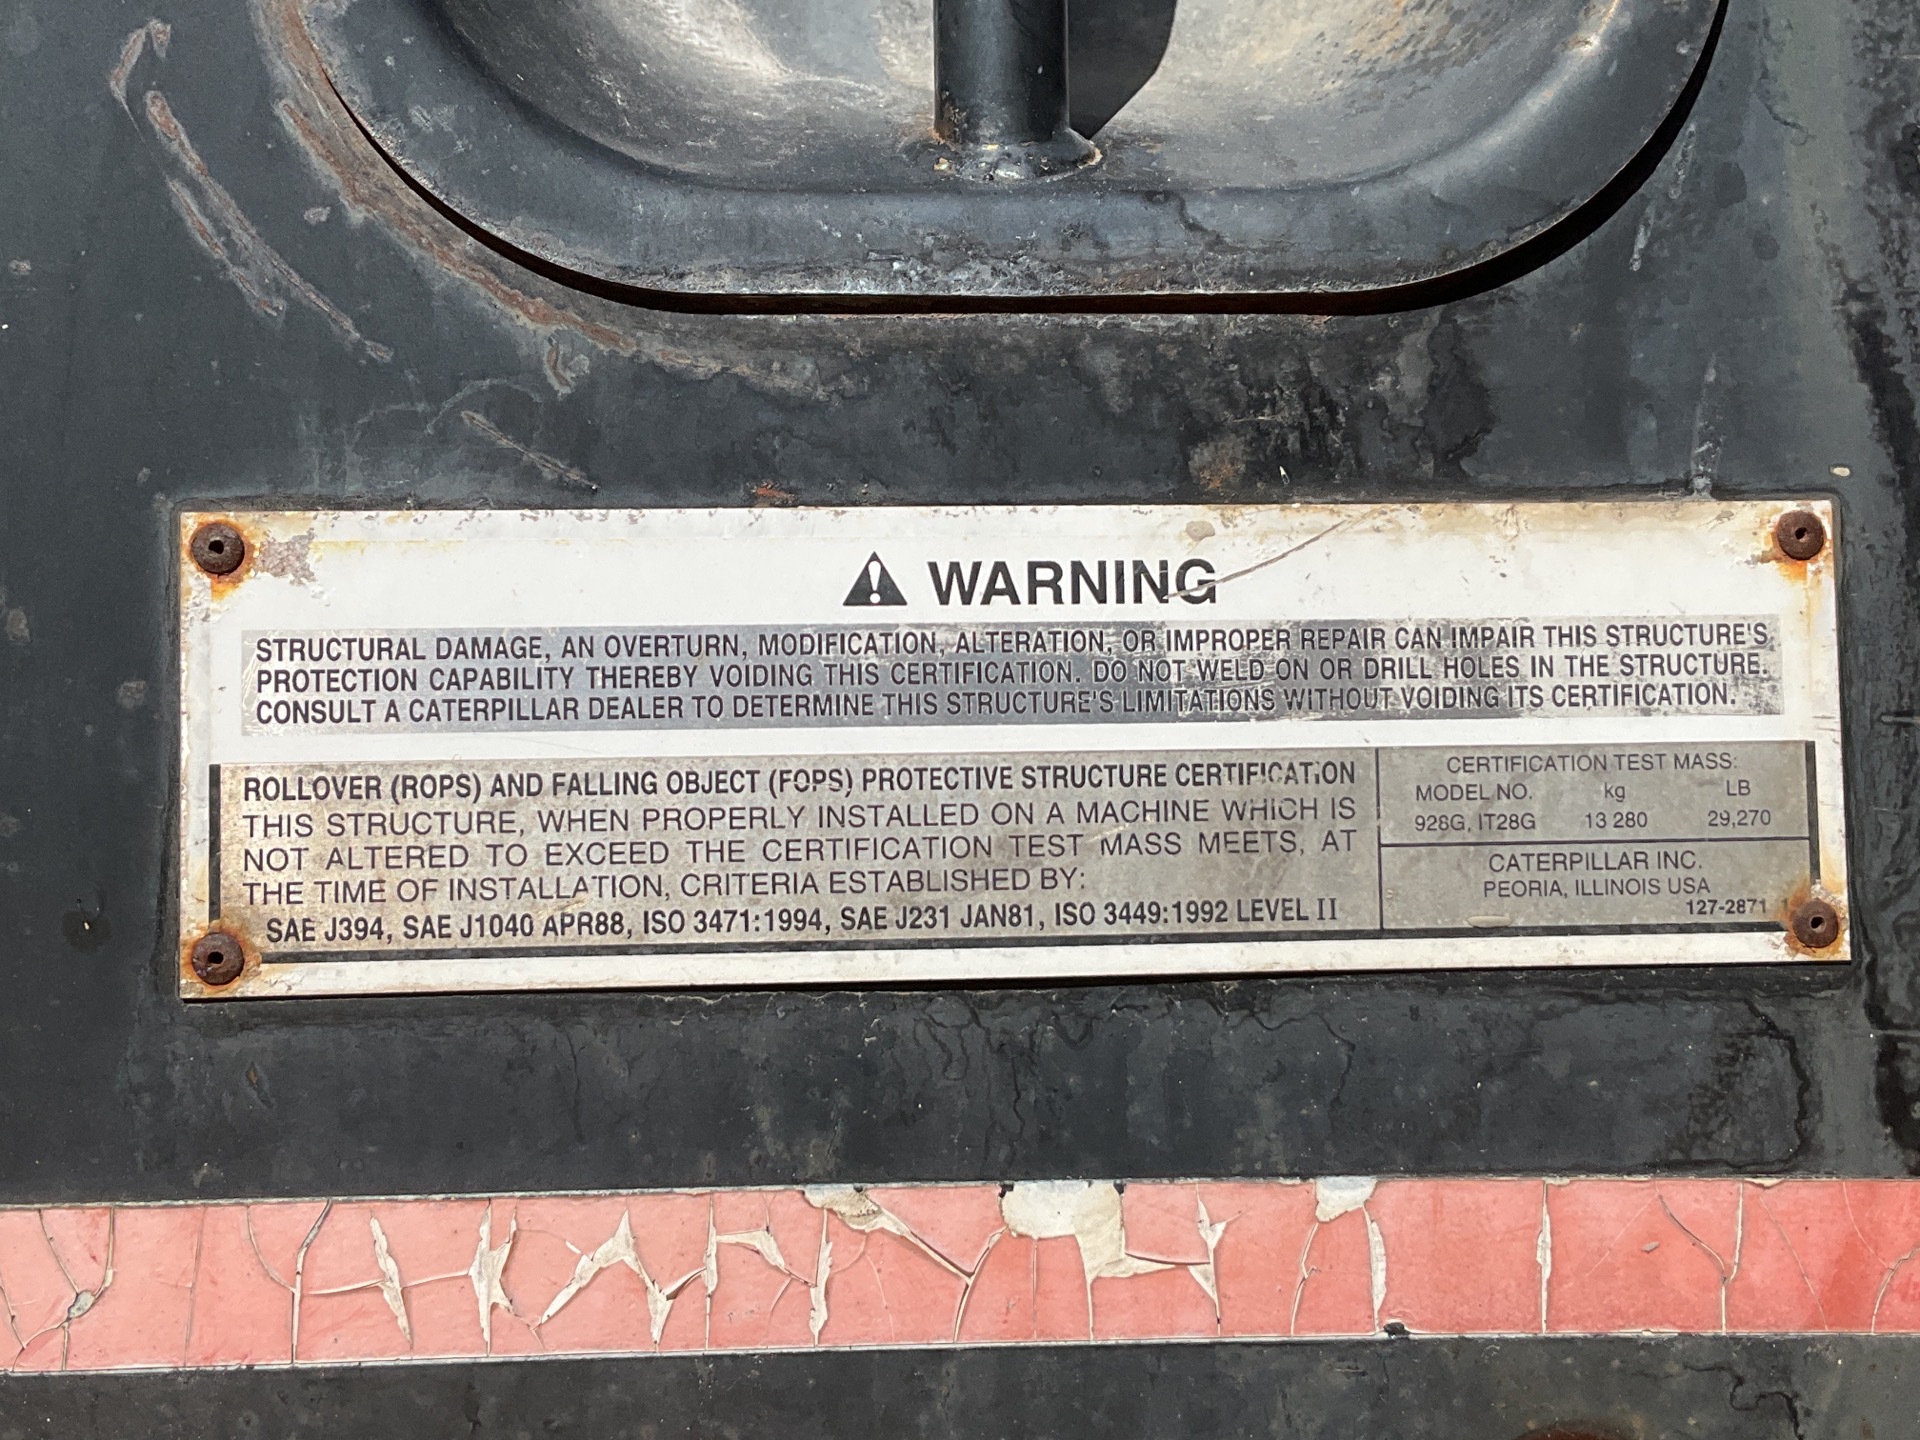 WARNING
STRUCTURAL DAMAGE, AN OVERTURN, MODIFICATION, ALTERATION, OR IMPROPER REPAIR CAN IMPAIR THIS STRUCTURE'S
PROTECTION CAPABILITY THEREBY VOIDING THIS CERTIFICATION. DO NOT WELD ON OR DRILL HOLES IN THE STRUCTURE.
CONSULT A CATERPILLAR DEALER TO DETERMINE THIS STRUCTURE'S LIMITATIONS WITHOUT VOIDING ITS CERTIFICATION.
ROLLOVER (ROPS) AND FALLING OBJECT (FOPS) PROTECTIVE STRUCTURE CERTIFICATION
THIS STRUCTURE, WHEN PROPERLY INSTALLED ON A MACHINE WHICH IS
NOT ALTERED TO EXCEED THE CERTIFICATION TEST MASS MEETS, AT
THE TIME OF INSTALLATION, CRITERIA ESTABLISHED BY:
SAE J394, SAE J1040 APR88, ISO 3471:1994, SAE J231 JAN81, ISO 3449:1992 LEVEL II
CERTIFICATION TEST MASS:
MODEL NO. kg LB
928G, IT28G 13 280 29,270
CATERPILLAR INC.
PEORIA, ILLINOIS USA
127-2871 1